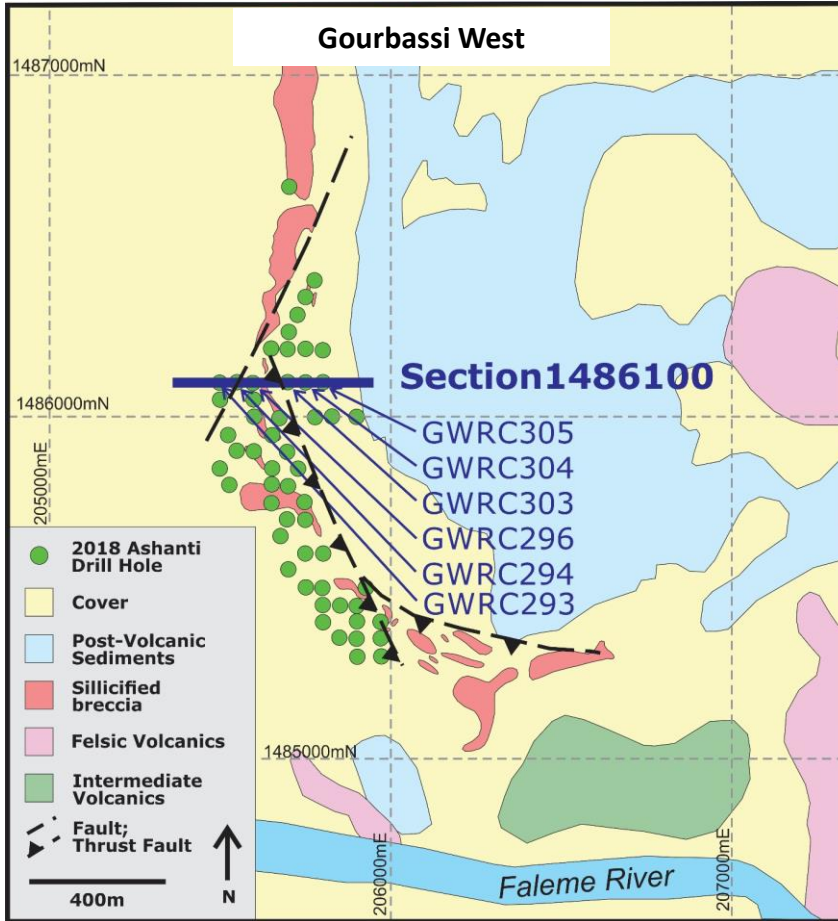 Gourbassi West
1487000mN
Section1486100
1486000mN
GWRC305
GWRC304
GWRC303
GWRC296
GWRC294
GWRC293
205000mE
2018 Ashanti
Drill Hole
Cover
Post-Volcanic
Sediments
Sillicified
breccia
Felsic Volcanics
Intermediate
Volcanics
Fault;
Thrust Fault
400m
N
1485000mN
206000mE
207000mE
Faleme River